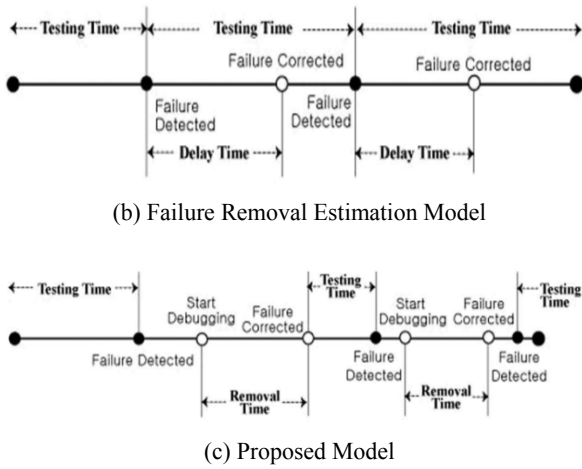 Testing Time Testing Time Testing Time
Failure Corrected Failure Corrected
Failure
Detected
Failure
Detected
Delay Time Delay Time
(b) Failure Removal Estimation Model
Testing Time
Testing
Time
Testing
Time
Start
Debugging
Failure
Corrected
Start
Debugging
Failure
Corrected
Failure Detected
Failure
Detected
Failure
Detected
Removal
Time
Removal
Time
(c) Proposed Model